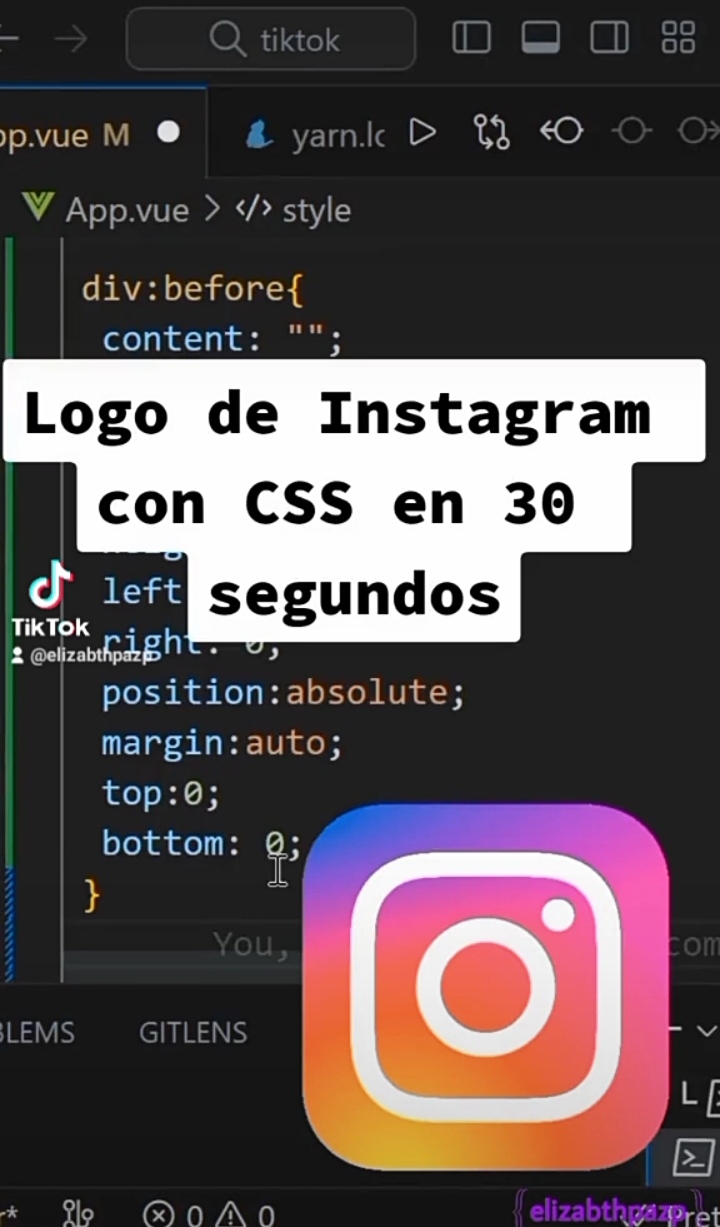 tiktok
pp.vue M
yarn.lc
App.vue > </> style
div:before{
content: "";
Logo de Instagram
con CSS en 30
segundos
left
TikTok
right: 0;
@elizabthpazp
position:absolute;
margin:auto;
top:0;
bottom: 0;
}
You,
com
BLEMS
GITLENS
0 0
elizabthpazp